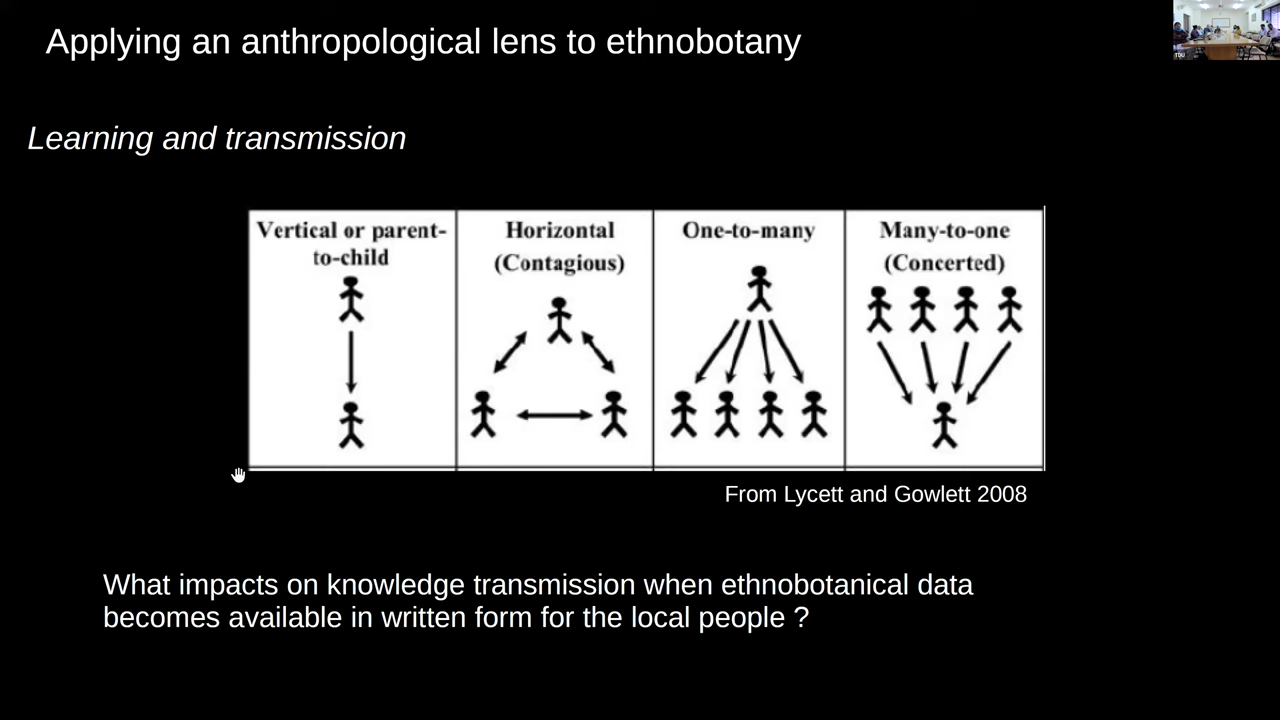 Applying an anthropological lens to ethnobotany
Learning and transmission
Vertical or parent-
to-child
Horizontal
(Contagious)
One-to-many
Many-to-one
(Concerted)
From Lycett and Gowlett 2008
What impacts on knowledge transmission when ethnobotanical data
becomes available in written form for the local people ?
TDU